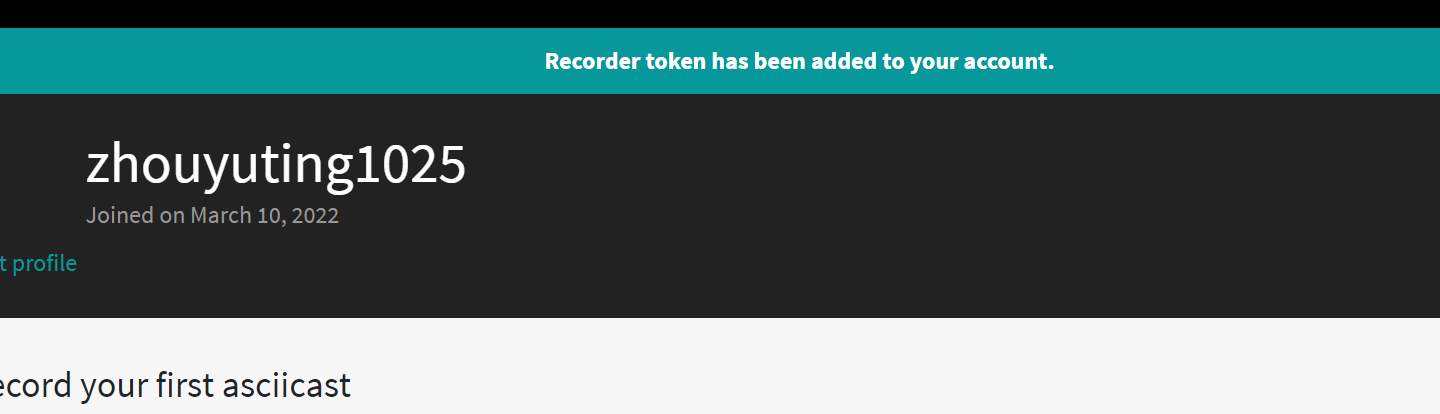 Recorder token has been added to your account.
zhouyuting1025
Joined on March 10, 2022
t profile
ecord your first asciicast